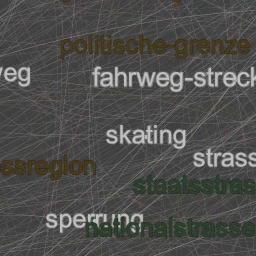 politische-grenze
weg
fahrweg-streck
skating
strass
ssregion
staatsstras
sperrung
nationalstrasse